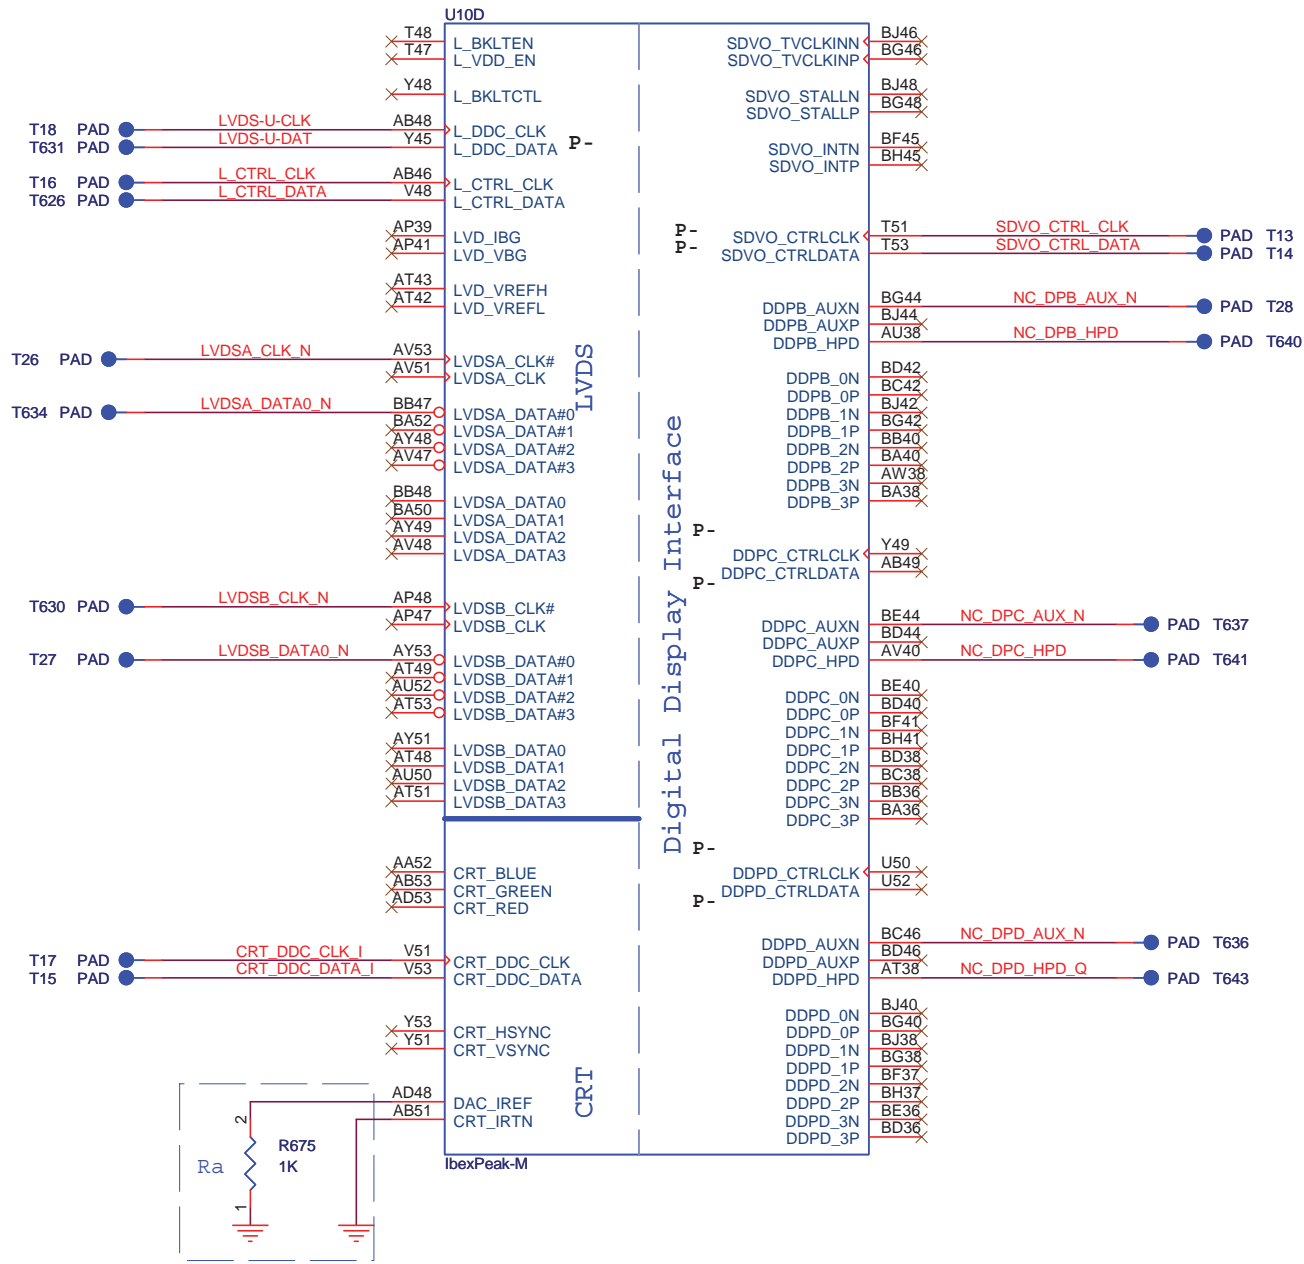 U10D
T48 L_BKLTEN
T47 L_VDD_EN
Y48 L_BKLTCTL
T18 PAD LVDS-U-CLK AB48 L_DDC_CLK
T631 PAD LVDS-U-DAT Y45 L_DDC_DATA P-
T16 PAD L_CTRL_CLK AB46 L_CTRL_CLK
T626 PAD L_CTRL_DATA V48 L_CTRL_DATA
AP39 LVD_IBG
AP41 LVD_VBG
AT43 LVD_VREFH
AT42 LVD_VREFL
T26 PAD LVDSA_CLK_N AV53 LVDSA_CLK#
AV51 LVDSA_CLK
T634 PAD LVDSA_DATA0_N BB47 LVDSA_DATA#0
BA52 LVDSA_DATA#1
AY48 LVDSA_DATA#2
AV47 LVDSA_DATA#3
BB48 LVDSA_DATA0
BA50 LVDSA_DATA1
AY49 LVDSA_DATA2
AV48 LVDSA_DATA3
T630 PAD LVDSB_CLK_N AP48 LVDSB_CLK#
AP47 LVDSB_CLK
T27 PAD LVDSB_DATA0_N AY53 LVDSB_DATA#0
AT49 LVDSB_DATA#1
AU52 LVDSB_DATA#2
AT53 LVDSB_DATA#3
AY51 LVDSB_DATA0
AT48 LVDSB_DATA1
AU50 LVDSB_DATA2
AT51 LVDSB_DATA3
LVDS
AA52 CRT_BLUE
AB53 CRT_GREEN
AD53 CRT_RED
T17 PAD CRT_DDC_CLK_I V51 CRT_DDC_CLK
T15 PAD CRT_DDC_DATA_I V53 CRT_DDC_DATA
Y53 CRT_HSYNC
Y51 CRT_VSYNC
AD48 DAC_IREF
AB51 CRT_IRTN
CRT
2
R675
Ra 1K
1
IbexPeak-M
Digital Display Interface
SDVO_TVCLKINN BJ46
SDVO_TVCLKINP BG46
SDVO_STALLN BJ48
SDVO_STALLP BG48
SDVO_INTN BF45
SDVO_INTP BH45
P- SDVO_CTRLCLK T51 SDVO_CTRL_CLK PAD T13
P- SDVO_CTRLDATA T53 SDVO_CTRL_DATA PAD T14
DDPB_AUXN BG44 NC_DPB_AUX_N PAD T28
DDPB_AUXP BJ44
DDPB_HPD AU38 NC_DPB_HPD PAD T640
DDPB_0N BD42
DDPB_0P BC42
DDPB_1N BJ42
DDPB_1P BG42
DDPB_2N BB40
DDPB_2P BA40
DDPB_3N AW38
DDPB_3P BA38
P-
DDPC_CTRLCLK Y49
DDPC_CTRLDATA AB49
P-
DDPC_AUXN BE44 NC_DPC_AUX_N PAD T637
DDPC_AUXP BD44
DDPC_HPD AV40 NC_DPC_HPD PAD T641
DDPC_0N BE40
DDPC_0P BD40
DDPC_1N BF41
DDPC_1P BH41
DDPC_2N BD38
DDPC_2P BC38
DDPC_3N BB36
DDPC_3P BA36
P-
DDPD_CTRLCLK U50
DDPD_CTRLDATA U52
P-
DDPD_AUXN BC46 NC_DPD_AUX_N PAD T636
DDPD_AUXP BD46
DDPD_HPD AT38 NC_DPD_HPD_Q PAD T643
DDPD_0N BJ40
DDPD_0P BG40
DDPD_1N BJ38
DDPD_1P BG38
DDPD_2N BF37
DDPD_2P BH37
DDPD_3N BE36
DDPD_3P BD36